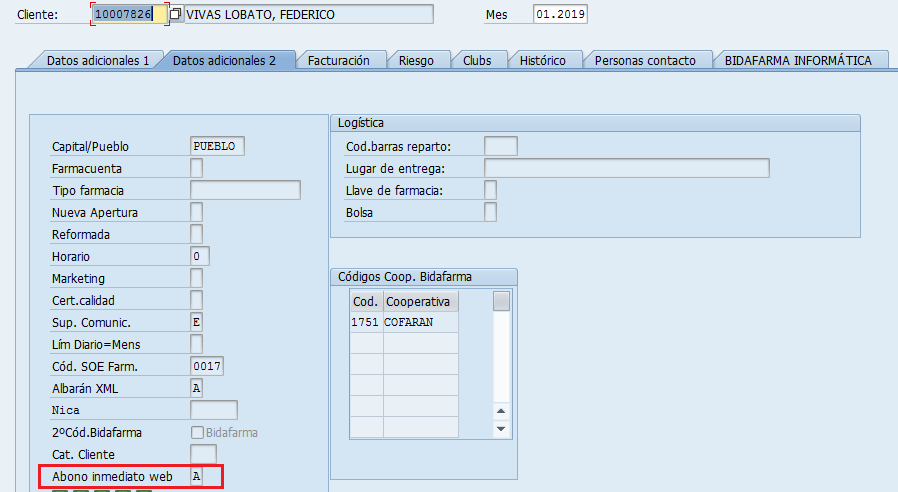 Cliente: 10007826 VIVAS LOBATO, FEDERICO Mes 01.2019
Datos adicionales 1 Datos adicionales 2 Facturación Riesgo Clubs Histórico Personas contacto BIDAFARMA INFORMÁTICA
Capital/Pueblo PUEBLO
Farmacuenta
Tipo farmacia
Nueva Apertura
Reformada
Horario 0
Marketing
Cert.calidad
Sup. Comunic. E
Lím Diario=Mens
Cód. SOE Farm. 0017
Albarán XML A
Nica
2ºCód.Bidafarma Bidafarma
Cat. Cliente
Abono inmediato web A
Logística
Cod.barras reparto:
Lugar de entrega:
Llave de farmacia:
Bolsa
Códigos Coop. Bidafarma
Cod. Cooperativa
1751 COFARAN